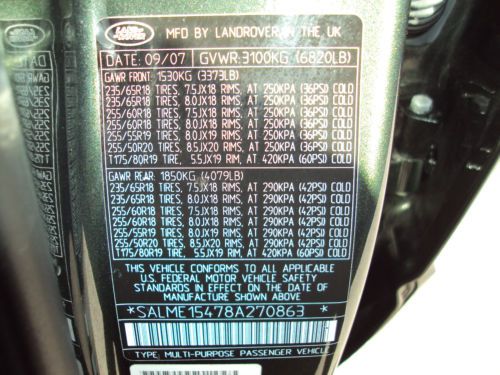 LAND ROVER
MFD BY LANDROVER,IN THE UK
DATE: 09/07 GVWR:3100KG (6820LB)
GAWR FRONT: 1530KG (3373LB)
235/65R18 TIRES, 7.5JX18 RIMS, AT 250KPA (36PSI) COLD
235/65R18 TIRES, 8.0JX18 RIMS, AT 250KPA (36PSI) COLD
255/60R18 TIRES, 7.5JX18 RIMS, AT 250KPA (36PSI) COLD
255/60R18 TIRES, 8.0JX18 RIMS, AT 250KPA (36PSI) COLD
255/55R19 TIRES, 8.0JX19 RIMS, AT 250KPA (36PSI) COLD
255/50R20 TIRES, 8.5JX20 RIMS, AT 250KPA (36PSI) COLD
T175/80R19 TIRE, 5.5JX19 RIM, AT 420KPA (60PSI) COLD
GAWR REAR: 1850KG (4079LB)
235/65R18 TIRES, 7.5JX18 RIMS, AT 290KPA (42PSI) COLD
235/65R18 TIRES, 8.0JX18 RIMS, AT 290KPA (42PSI) COLD
255/60R18 TIRES, 7.5JX18 RIMS, AT 290KPA (42PSI) COLD
255/60R18 TIRES, 8.0JX18 RIMS, AT 290KPA (42PSI) COLD
255/55R19 TIRES, 8.0JX19 RIMS, AT 290KPA (42PSI) COLD
255/50R20 TIRES, 8.5JX20 RIMS, AT 290KPA (42PSI) COLD
T175/80R19 TIRE, 5.5JX19 RIM, AT 420KPA (60PSI) COLD
THIS VEHICLE CONFORMS TO ALL APPLICABLE
U.S. FEDERAL MOTOR VEHICLE SAFETY
STANDARDS IN EFFECT ON THE DATE OF
MANUFACTURE SHOWN ABOVE
*SALME15478A270863*
TYPE: MULTI-PURPOSE PASSENGER VEHICLE